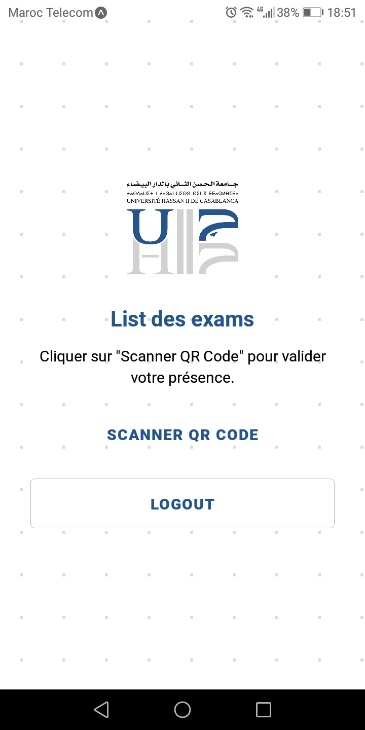 Maroc Telecom 4G 38% 18:51
جامعة الحسن الثاني بالدار البيضاء
UNIVERSITÉ HASSAN II DE CASABLANCA
List des exams
Cliquer sur "Scanner QR Code" pour valider
votre présence.
SCANNER QR CODE
LOGOUT